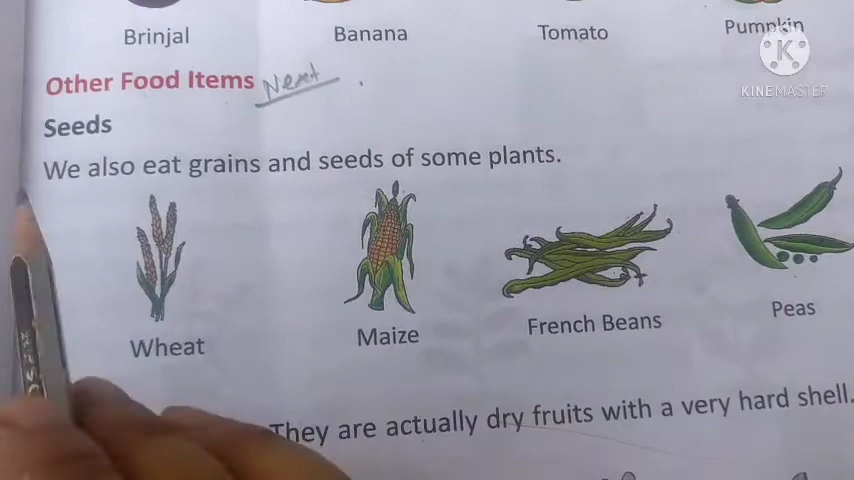 Brinjal Banana Tomato Pumpkin
Other Food Items Next
K
KINEMASTER
Seeds
We also eat grains and seeds of some plants.
Wheat Maize French Beans Peas
They are actually dry fruits with a very hard shell.